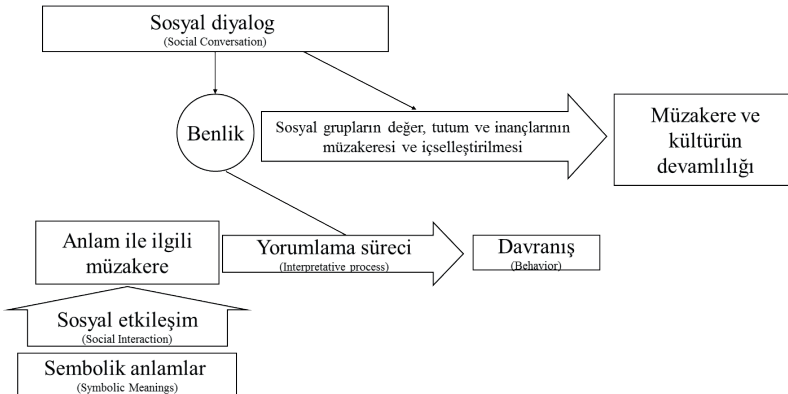 Sosyal diyalog
(Social Conversation)
Benlik
Sosyal grupların değer, tutum ve inançlarının
müzakeresi ve içselleştirilmesi
Müzakere ve
kültürün
devamlılığı
Anlam ile ilgili
müzakere
Yorumlama süreci
(Interpretative process)
Davranış
(Behavior)
Sosyal etkileşim
(Social Interaction)
Sembolik anlamlar
(Symbolic Meanings)